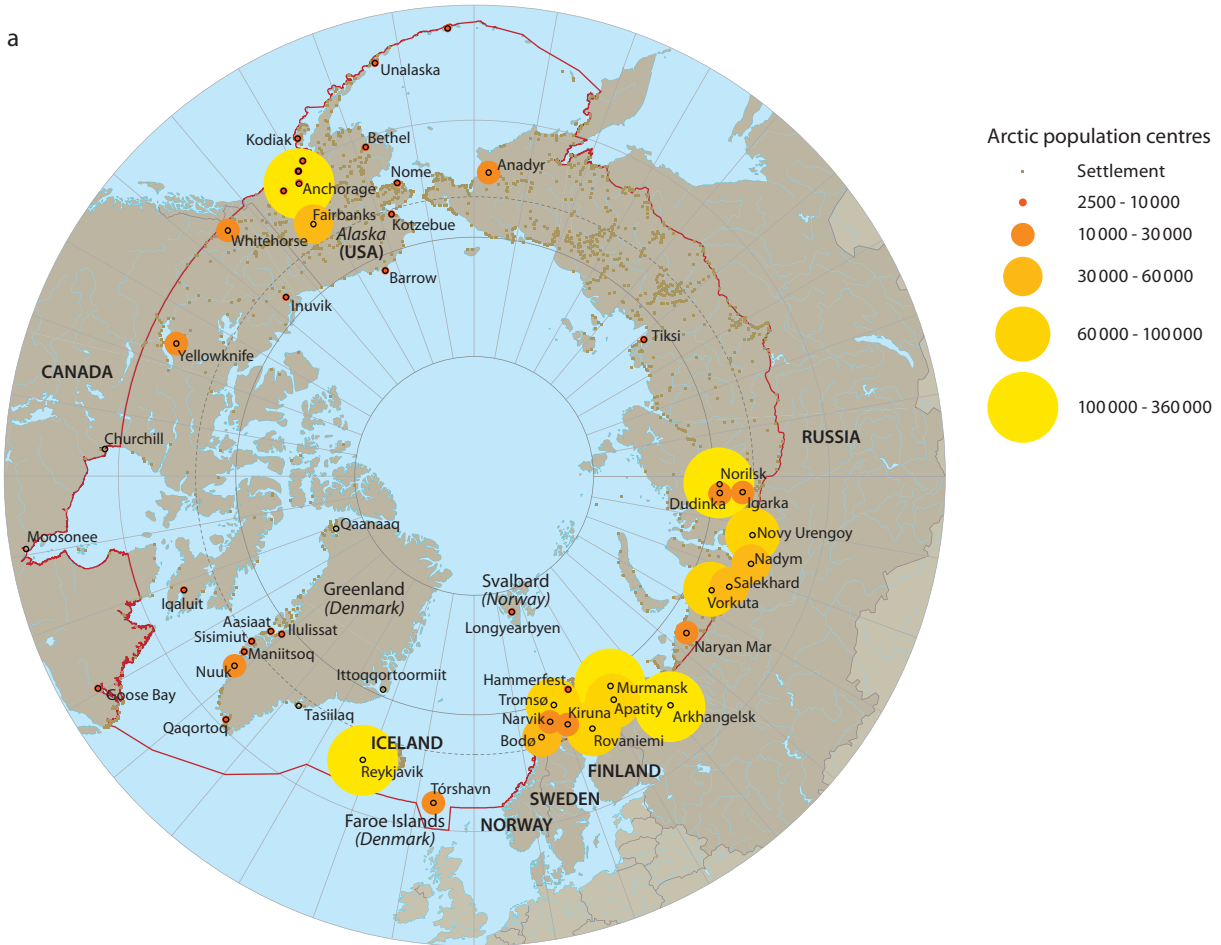 a
Unalaska
Kodiak
Bethel
Nome
Anadyr
Anchorage
Fairbanks
Alaska
(USA)
Kotzebue
Whitehorse
Barrow
Inuvik
Tiksi
Yellowknife
CANADA
Churchill
RUSSIA
Norilsk
Dudinka
Igarka
Moosonee
Qaanaaq
Novy Urengoy
Nadym
Salekhard
Vorkuta
Greenland
(Denmark)
Svalbard
(Norway)
Longyearbyen
Iqaluit
Aasiaat
Ilulissat
Sisimiut
Maniitsoq
Nuuk
Naryan Mar
Ittoqqortoormiit
Hammerfest
Murmansk
Goose Bay
Tromsø
Apatity
Qaqortoq
Tasiilaq
Narvik
Kiruna
Arkhangelsk
Bodø
Rovaniemi
ICELAND
Reykjavik
FINLAND
Tórshavn
SWEDEN
Faroe Islands
(Denmark)
NORWAY
Arctic population centres
Settlement
2500 - 10 000
10 000 - 30 000
30 000 - 60 000
60 000 - 100 000
100 000 - 360 000